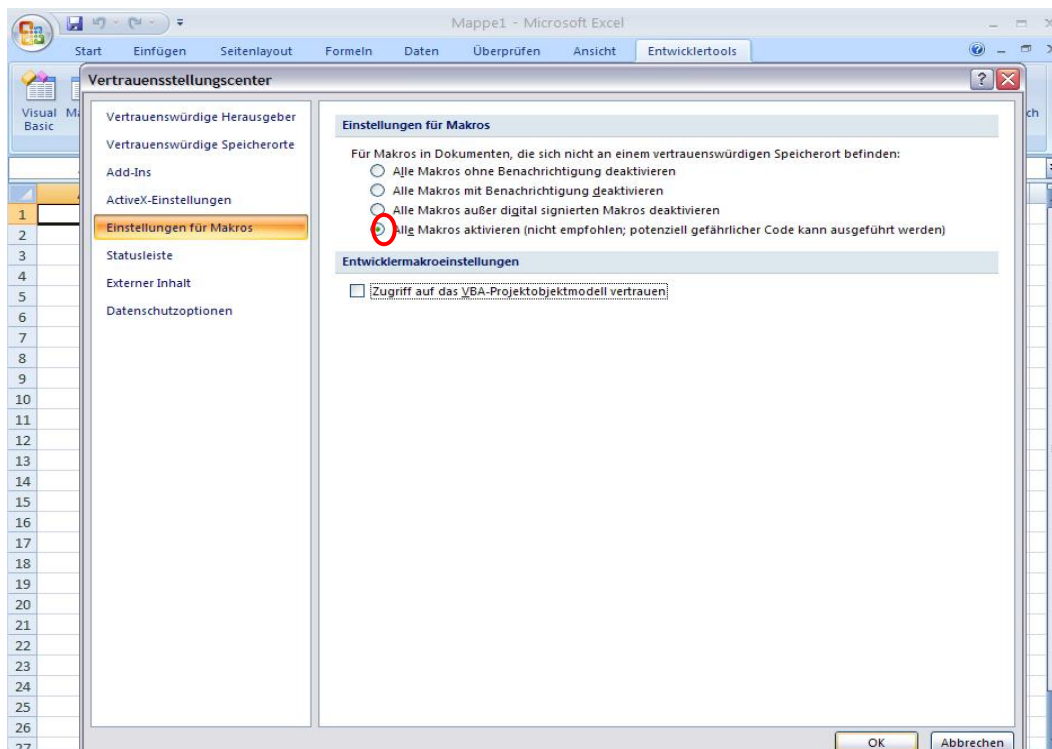 Mappe1 - Microsoft Excel
Start Einfügen Seitenlayout Formeln Daten Überprüfen Ansicht Entwicklertools
Vertrauensstellungscenter
Visual
Basic
Vertrauenswürdige Herausgeber
Vertrauenswürdige Speicherorte
Add-Ins
ActiveX-Einstellungen
Einstellungen für Makros
Statusleiste
Externer Inhalt
Datenschutzoptionen
Einstellungen für Makros
Für Makros in Dokumenten, die sich nicht an einem vertrauenswürdigen Speicherort befinden:
Alle Makros ohne Benachrichtigung deaktivieren
Alle Makros mit Benachrichtigung deaktivieren
Alle Makros außer digital signierten Makros deaktivieren
Alle Makros aktivieren (nicht empfohlen; potenziell gefährlicher Code kann ausgeführt werden)
Entwicklermakroeinstellungen
Zugriff auf das VBA-Projektobjektmodell vertrauen
1
2
3
4
5
6
7
8
9
10
11
12
13
14
15
16
17
18
19
20
21
22
23
24
25
26
27
OK Abbrechen